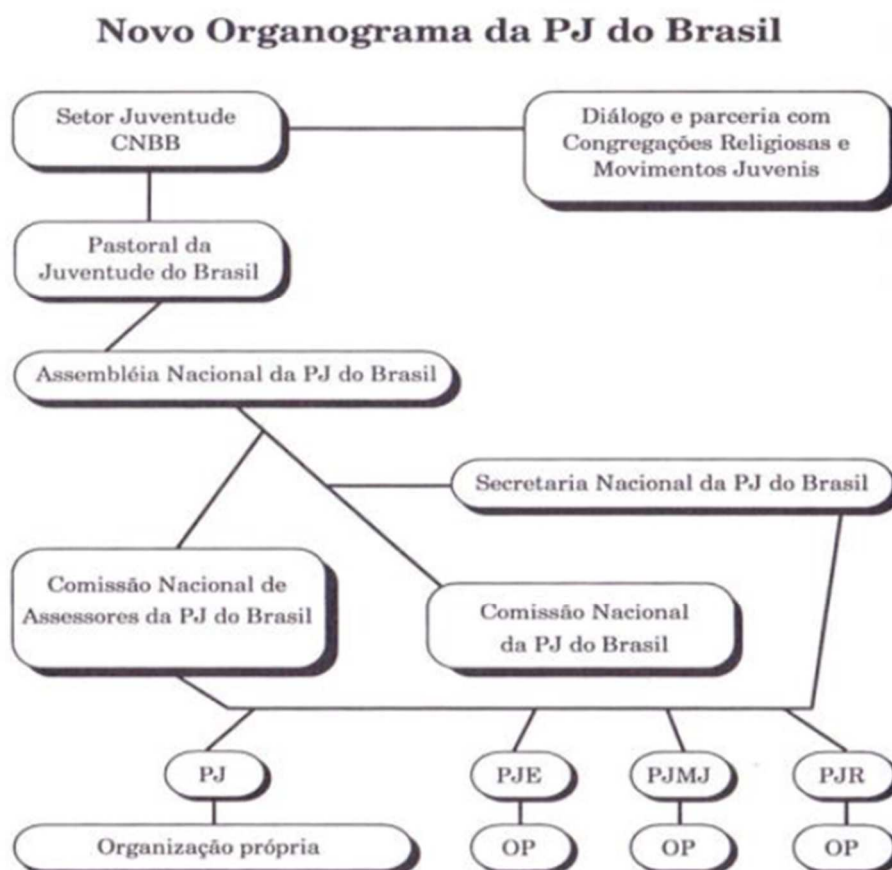 Novo Organograma da PJ do Brasil
Setor Juventude
CNBB
Diálogo e parceria com
Congregações Religiosas e
Movimentos Juvenis
Pastoral da
Juventude do Brasil
Assembléia Nacional da PJ do Brasil
Secretaria Nacional da PJ do Brasil
Comissão Nacional de
Assessores da PJ do Brasil
Comissão Nacional
da PJ do Brasil
PJ
PJE
PJMJ
PJR
Organização própria
OP
OP
OP